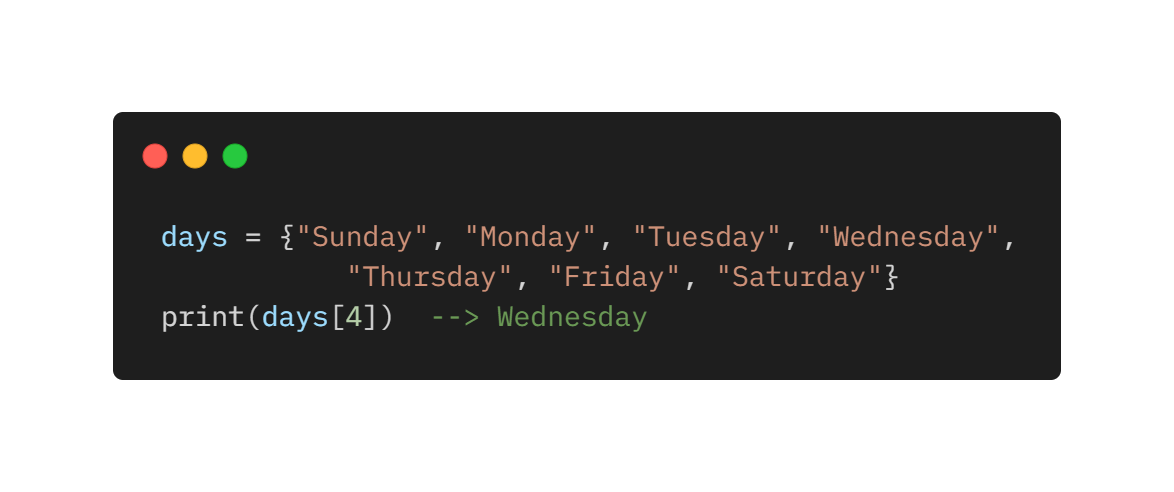 days = {"Sunday", "Monday", "Tuesday", "Wednesday",
"Thursday", "Friday", "Saturday"}
print(days[4])  --> Wednesday